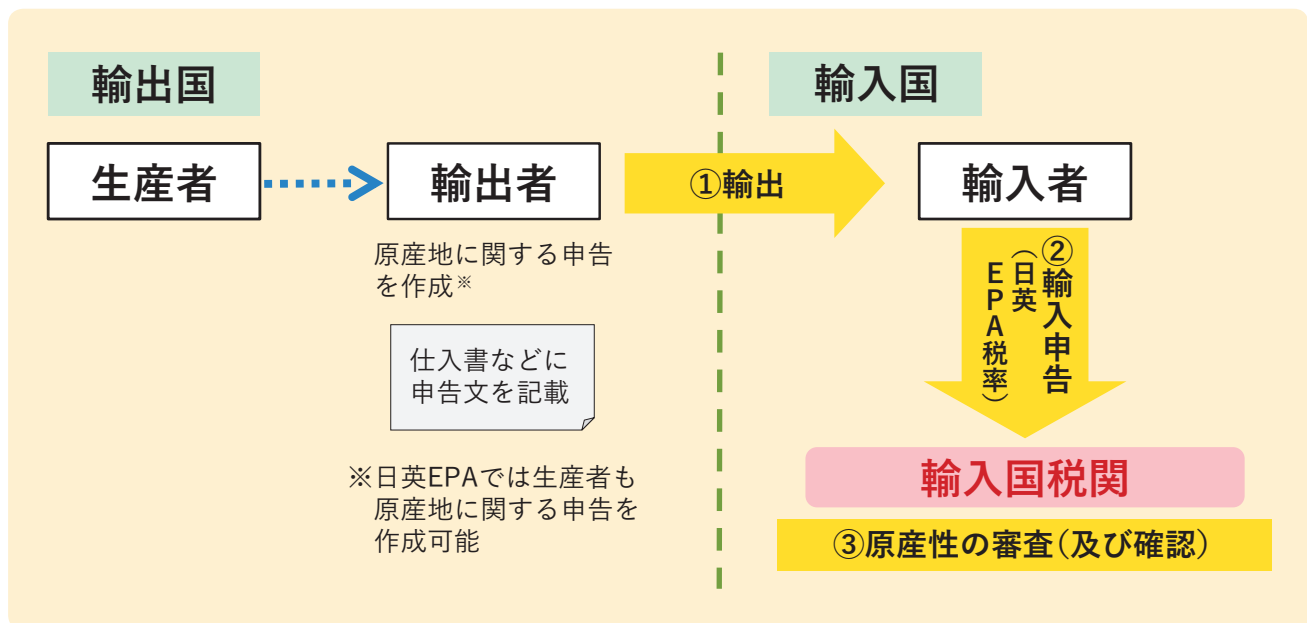 輸出国
生産者
輸出者
原産地に関する申告
を作成※
仕入書などに
申告文を記載
※日英EPAでは生産者も
原産地に関する申告を
作成可能
①輸出
輸入国
輸入者
②輸入申告
（日英
EPA税率）
輸入国税関
③原産性の審査（及び確認）